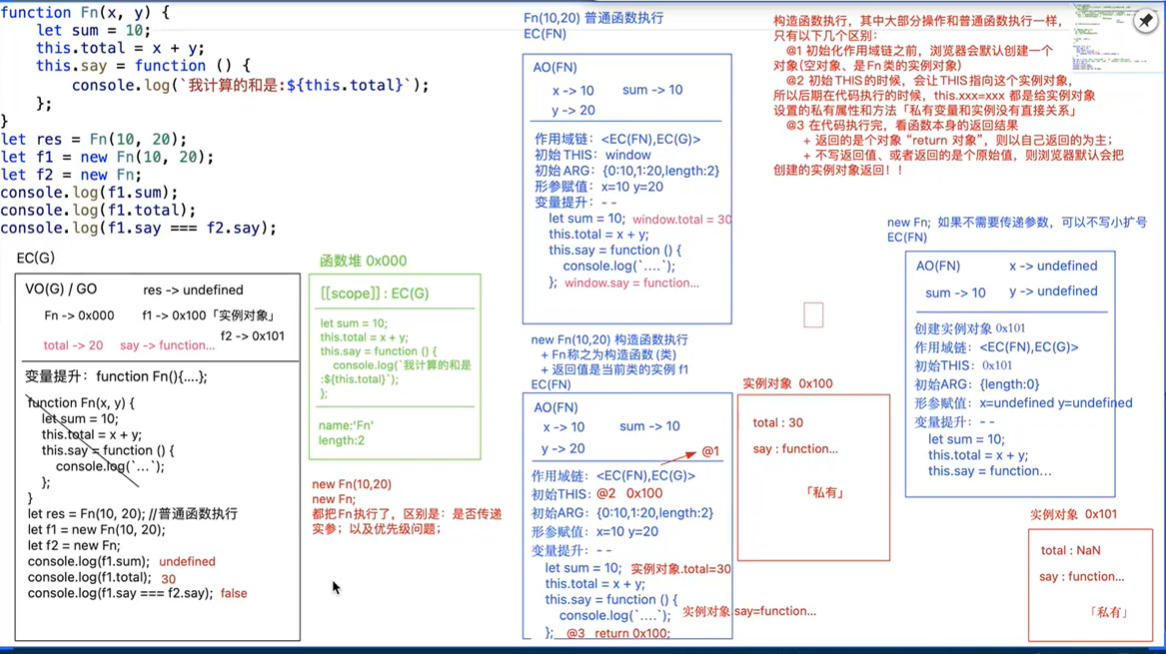 function Fn(x, y) {
let sum = 10;
this.total = x + y;
this.say = function () {
console.log(`我计算的和是:${this.total}`);
};
}
let res = Fn(10, 20);
let f1 = new Fn(10, 20);
let f2 = new Fn;
console.log(f1.sum);
console.log(f1.total);
console.log(f1.say === f2.say);
EC(G)
VO(G) / GO
res -> undefined
Fn -> 0x000
f1 -> 0x100「实例对象」
f2 -> 0x101
total -> 20
say -> function...
变量提升：function Fn(){....};
function Fn(x, y) {
let sum = 10;
this.total = x + y;
this.say = function () {
console.log(`...`);
};
}
let res = Fn(10, 20); //普通函数执行
let f1 = new Fn(10, 20);
let f2 = new Fn;
console.log(f1.sum); undefined
console.log(f1.total); 30
console.log(f1.say === f2.say); false
函数堆 0x000
[[scope]] : EC(G)
let sum = 10;
this.total = x + y;
this.say = function () {
console.log(`我计算的和是
:${this.total}`);
};
name:'Fn'
length:2
new Fn(10,20)
new Fn;
都把Fn执行了，区别是：是否传递
实参；以及优先级问题；
Fn(10,20) 普通函数执行
EC(FN)
AO(FN)
x -> 10
sum -> 10
y -> 20
作用域链：<EC(FN),EC(G)>
初始THIS：window
初始ARG：{0:10,1:20,length:2}
形参赋值：x=10 y=20
变量提升：- -
let sum = 10; window.total = 30
this.total = x + y;
this.say = function () {
console.log(`....`);
}; window.say = function...
new Fn(10,20) 构造函数执行
+ Fn称之为构造函数 (类)
+ 返回值是当前类的实例 f1
EC(FN)
AO(FN)
x -> 10
sum -> 10
y -> 20
@1
作用域链：<EC(FN),EC(G)>
初始THIS：@2 0x100
初始ARG：{0:10,1:20,length:2}
形参赋值：x=10 y=20
变量提升：- -
let sum = 10; 实例对象.total=30
this.total = x + y;
this.say = function () {
console.log(`....`); 实例对象.say=function...
}; @3 return 0x100;
实例对象 0x100
total : 30
say : function...
「私有」
构造函数执行，其中大部分操作和普通函数执行一样，
只有以下几个区别：
@1 初始化作用域链之前，浏览器会默认创建一个
对象(空对象、是Fn类的实例对象)
@2 初始THIS的时候，会让THIS指向这个实例对象，
所以后期在代码执行的时候，this.xxx=xxx 都是给实例对象
设置的私有属性和方法「私有变量和实例没有直接关系」
@3 在代码执行完，看函数本身的返回结果
+ 返回的是个对象 “return 对象”，则以自己返回的为主；
+ 不写返回值、或者返回的是个原始值，则浏览器默认会把
创建的实例对象返回！！
new Fn; 如果不需要传递参数，可以不写小扩号
EC(FN)
AO(FN)
x -> undefined
sum -> 10
y -> undefined
创建实例对象 0x101
作用域链：<EC(FN),EC(G)>
初始THIS：0x101
初始ARG：{length:0}
形参赋值：x=undefined y=undefined
变量提升：- -
let sum = 10;
this.total = x + y;
this.say = function...
实例对象 0x101
total : NaN
say : function...
「私有」